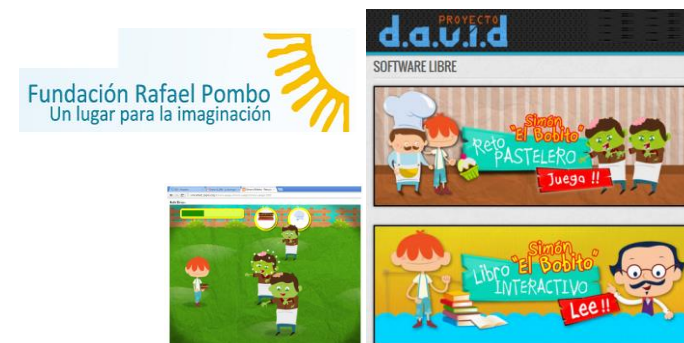 Fundación Rafael Pombo
Un lugar para la imaginación
PROYECTO
d.a.v.i.d
SOFTWARE LIBRE
Simón
"El Bobito"
Reto
PASTELERO
Juega !!
Simón
"El Bobito"
Libro
INTERACTIVO
Lee !!